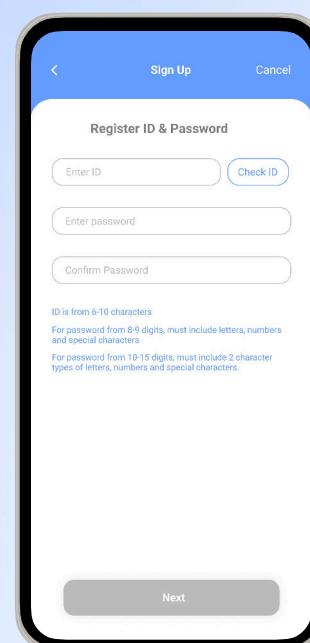 Sign Up
Cancel
Register ID & Password
Enter ID
Check ID
Enter password
Confirm Password
ID is from 6-10 characters
For password from 8-9 digits, must include letters, numbers
and special characters
For password from 10-15 digits, must include 2 character
types of letters, numbers and special characters.
Next